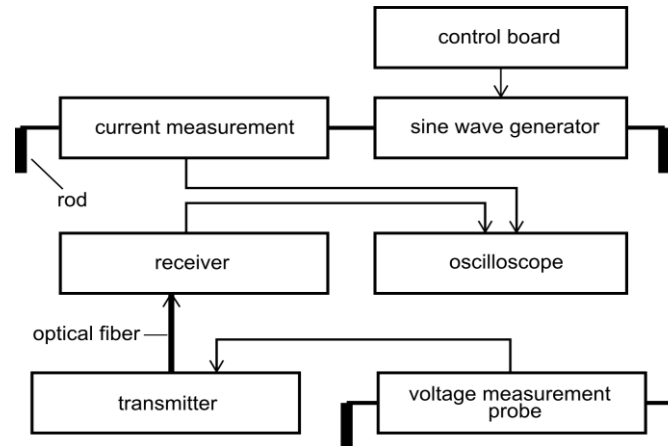 control board
current measurement
sine wave generator
rod
receiver
oscilloscope
optical fiber
transmitter
voltage measurement
probe